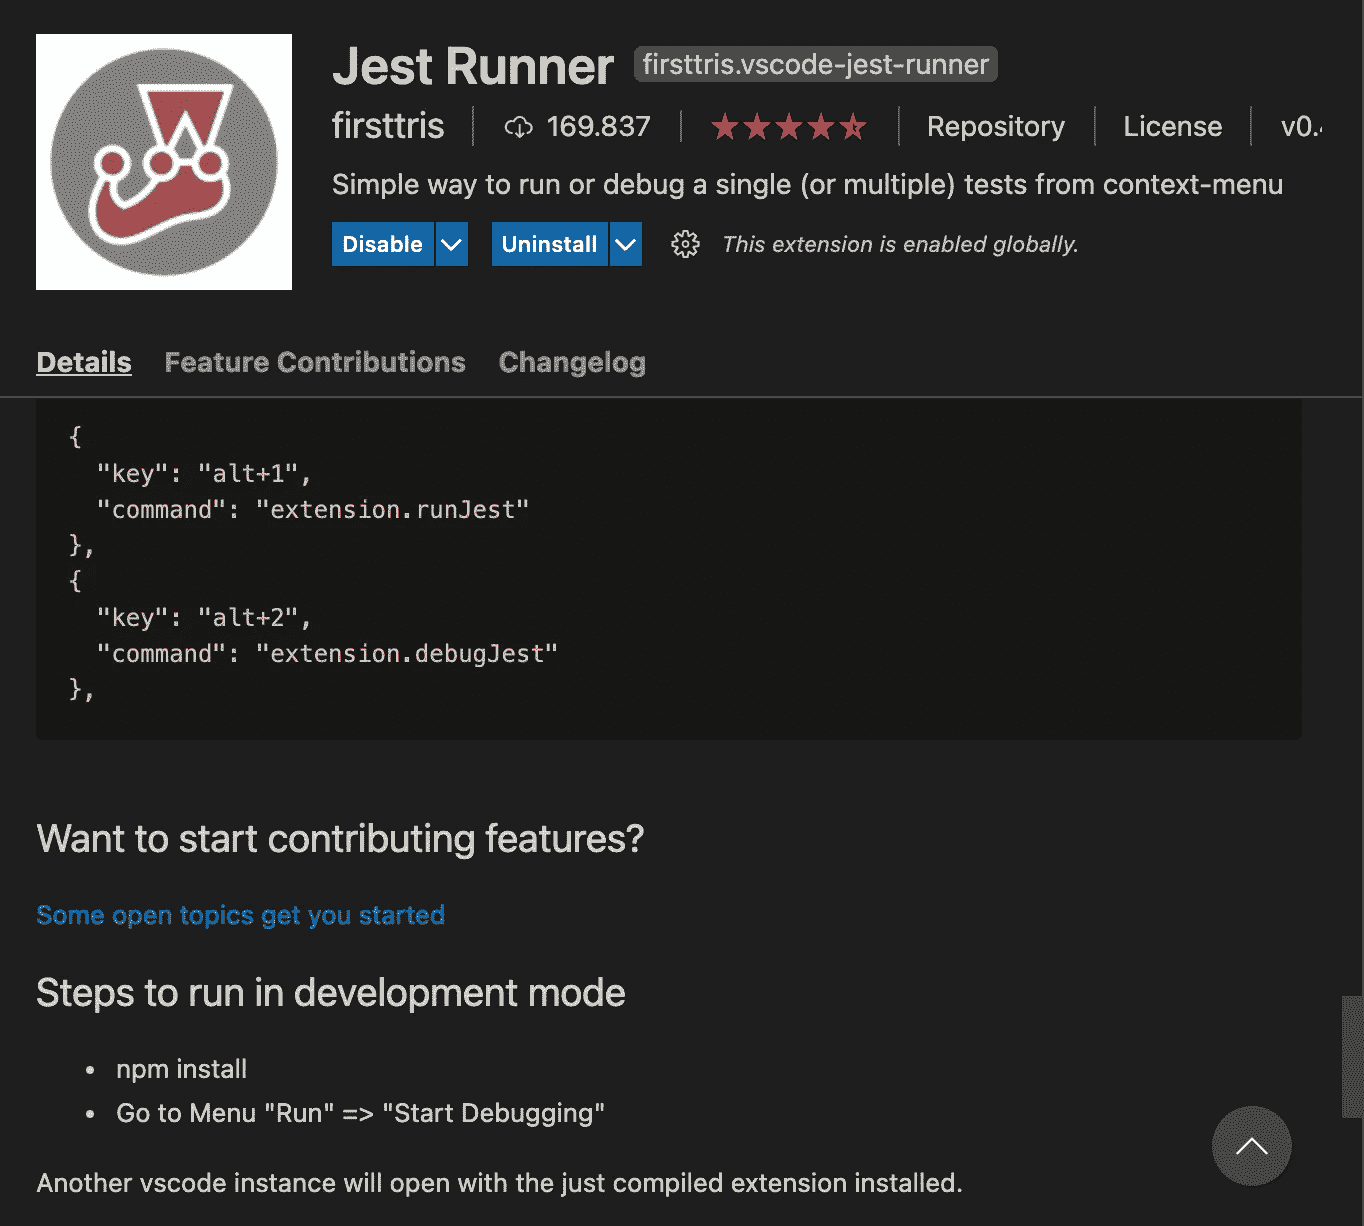 Jest Runner firsttris.vscode-jest-runner
firsttris 169.837 Repository License v0.
Simple way to run or debug a single (or multiple) tests from context-menu
Disable Uninstall This extension is enabled globally.
Details Feature Contributions Changelog
{
"key": "alt+1",
"command": "extension.runJest"
},
{
"key": "alt+2",
"command": "extension.debugJest"
},
Want to start contributing features?
Some open topics get you started
Steps to run in development mode
• npm install
• Go to Menu "Run" => "Start Debugging"
Another vscode instance will open with the just compiled extension installed.